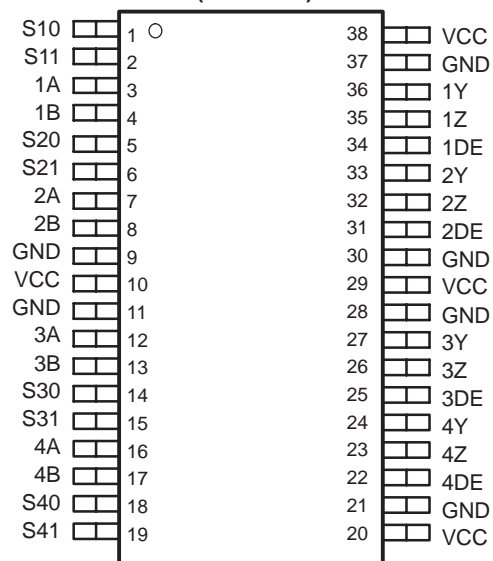 S10 1 38 VCC
S11 2 37 GND
1A 3 36 1Y
1B 4 35 1Z
S20 5 34 1DE
S21 6 33 2Y
2A 7 32 2Z
2B 8 31 2DE
GND 9 30 GND
VCC 10 29 VCC
GND 11 28 GND
3A 12 27 3Y
3B 13 26 3Z
S30 14 25 3DE
S31 15 24 4Y
4A 16 23 4Z
4B 17 22 4DE
S40 18 21 GND
S41 19 20 VCC